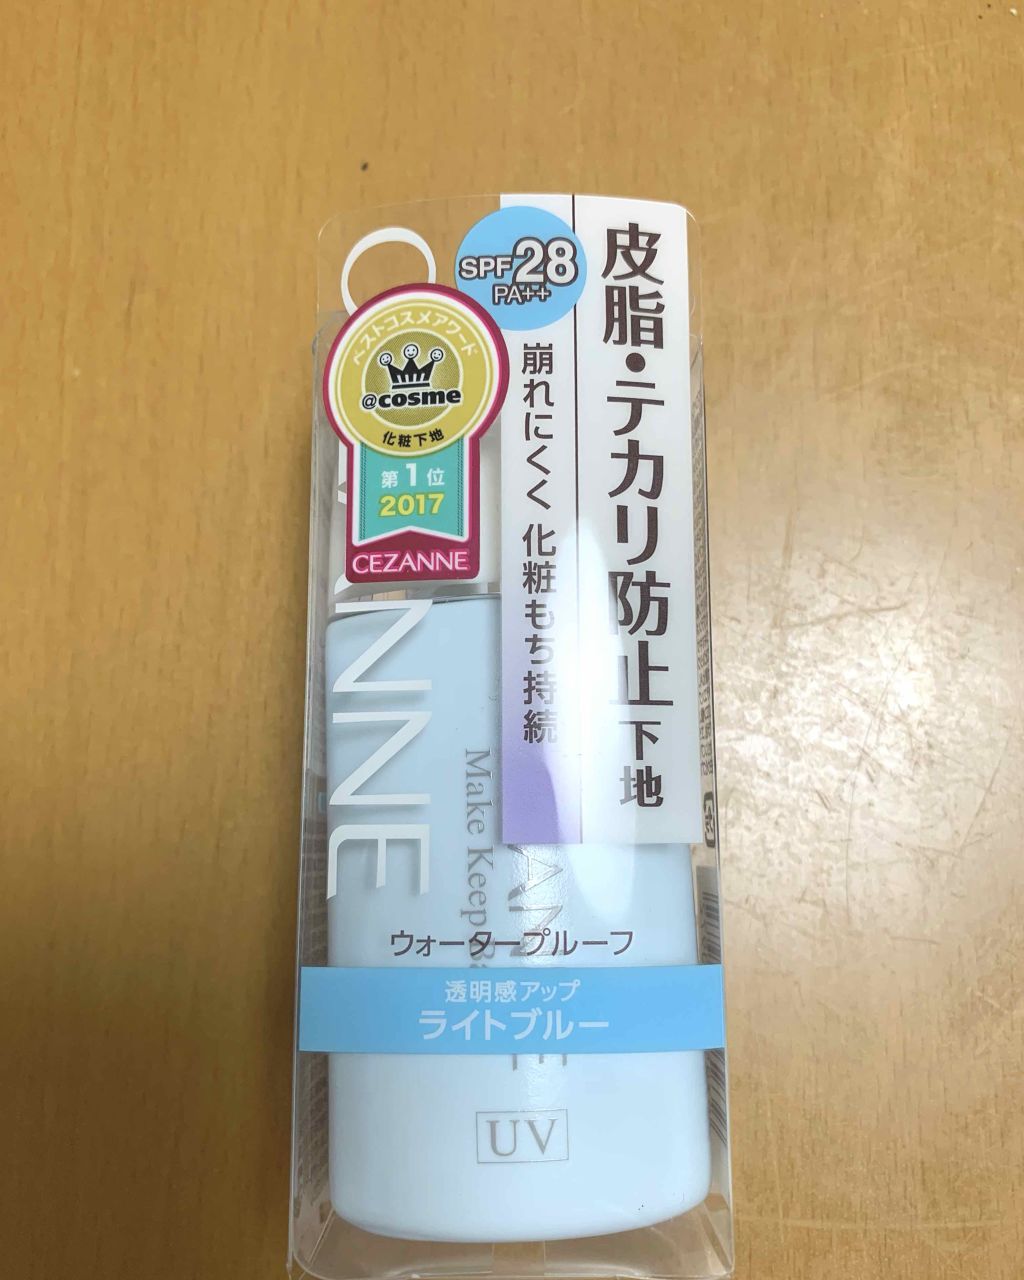 SPF28
PA++
皮脂・テカリ防止下地
崩れにくく 化粧もち持続
ベストコスメアワード
@cosme
化粧下地
第1位
2017
CEZANNE
CEZANNE
Make Keep
ウォータープルーフ
透明感アップ
ライトブルー
UV